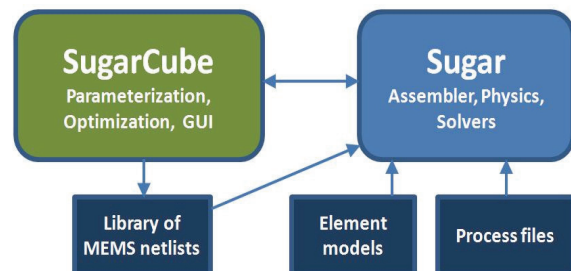 SugarCube
Parameterization,
Optimization, GUI
Sugar
Assembler, Physics,
Solvers
Library of
MEMS netlists
Element
models
Process files